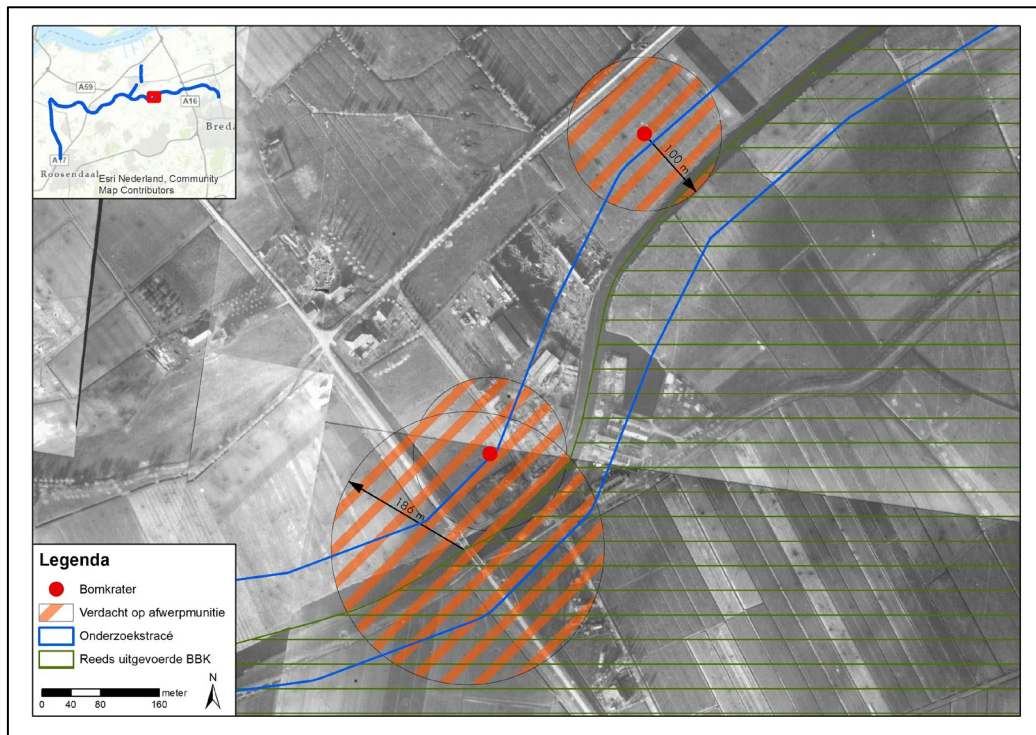 A59
A16
Breda
A17
Roosendaal
Esri Nederland, Community
Map Contributors
100 m
186 m
Legenda
Bomkrater
Verdacht op afwerpmunitie
Onderzoekstracé
Reeds uitgevoerde BBK
meter
N
0 40 80 160